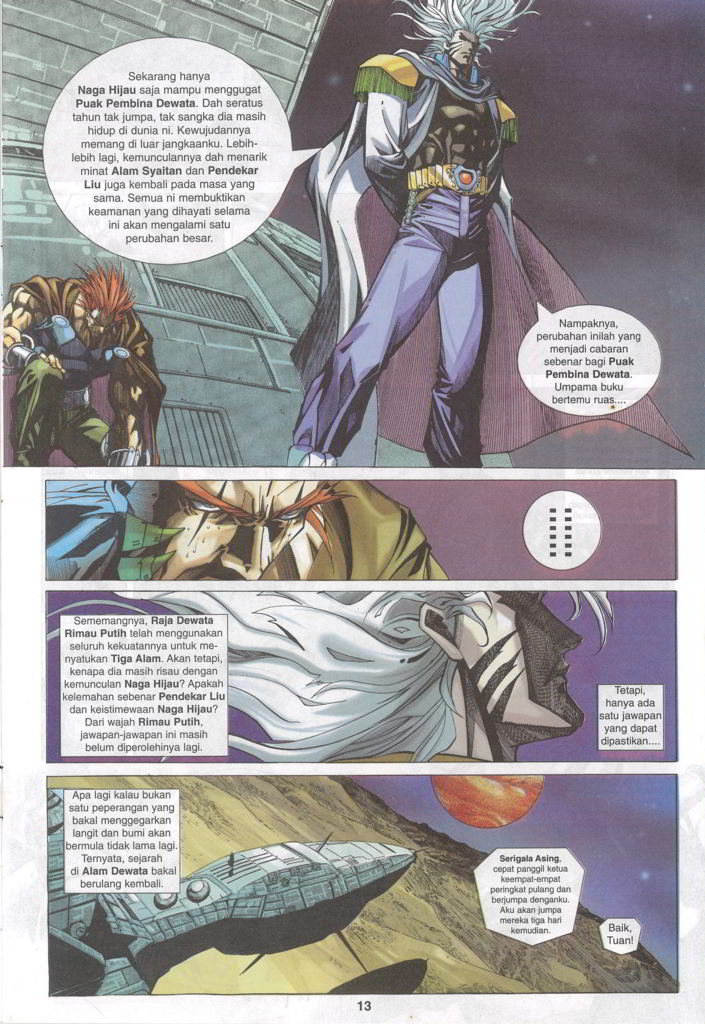 Sekarang hanya
Naga Hijau saja mampu menggugat
Puak Pembina Dewata. Dah seratus
tahun tak jumpa, tak sangka dia masih
hidup di dunia ni. Kewujudannya
memang di luar jangkaanku. Lebih-
lebih lagi, kemunculannya dah menarik
minat Alam Syaitan dan Pendekar
Liu juga kembali pada masa yang
sama. Semua ni membuktikan
keamanan yang dihayati selama
ini akan mengalami satu
perubahan besar.
Nampaknya,
perubahan inilah yang
menjadi cabaran
sebenar bagi Puak
Pembina Dewata.
Umpama buku
bertemu ruas....
Sememangnya, Raja Dewata
Rimau Putih telah menggunakan
seluruh kekuatannya untuk me-
nyatukan Tiga Alam. Akan tetapi,
kenapa dia masih risau dengan
kemunculan Naga Hijau? Apakah
kelemahan sebenar Pendekar Liu
dan keistimewaan Naga Hijau?
Dari wajah Rimau Putih,
jawapan-jawapan ini masih
belum diperolehinya lagi.
Tetapi,
hanya ada
satu jawapan
yang dapat
dipastikan....
Apa lagi kalau bukan
satu peperangan yang
bakal menggegarkan
langit dan bumi akan
bermula tidak lama lagi.
Ternyata, sejarah
di Alam Dewata bakal
berulang kembali.
Serigala Asing,
cepat panggil ketua
keempat-empat
peringkat pulang dan
berjumpa denganku.
Aku akan jumpa
mereka tiga hari
kemudian.
Baik,
Tuan!
13